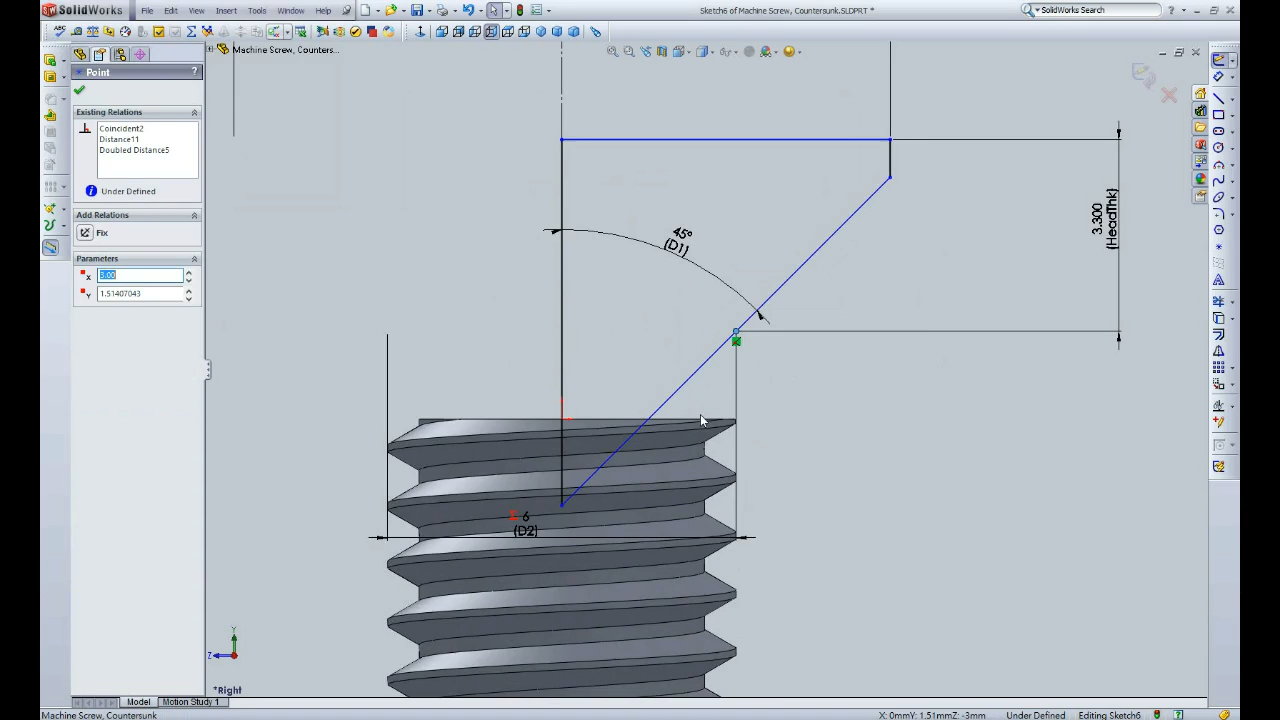 SolidWorks
File
Edit
View
Insert
Tools
Window
Help
Sketch6 of Machine Screw, Countersunk.SLDPRT *
SolidWorks Search
Machine Screw, Counters...
Point
Existing Relations
Coincident2
Distance11
Doubled Distance5
Under Defined
Add Relations
Fix
Parameters
X 3.00
Y 1.51407043
45°
(D1)
3.300
(HeadThk)
Σ 6
(D2)
Y
Z
*Right
Model
Motion Study 1
Machine Screw, Countersunk
X: 0mm Y: 1.51mm Z: -3mm
Under Defined
Editing Sketch6